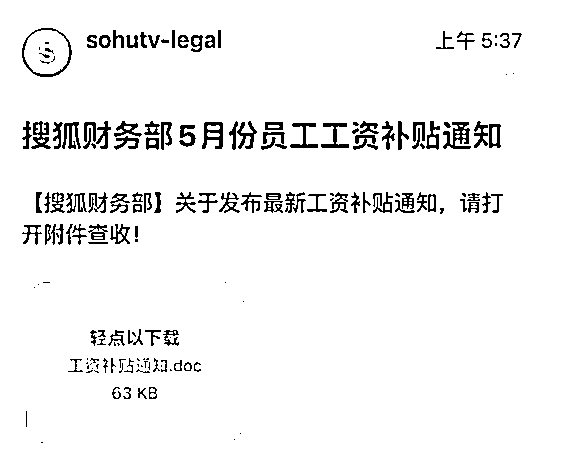 sohutv-legal
上午 5:37
搜狐财务部5月份员工工资补贴通知
【搜狐财务部】关于发布最新工资补贴通知，请打
开附件查收！
轻点以下载
工资补贴通知.doc
63 KB